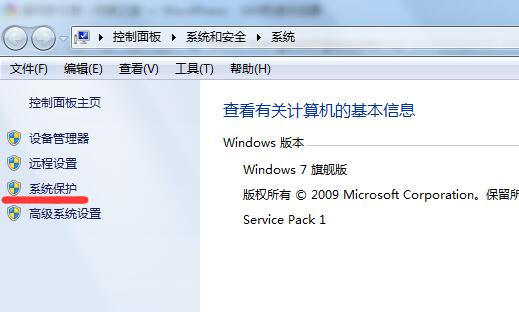 控制面板 ▶ 系统和安全 ▶ 系统
文件(F) 编辑(E) 查看(V) 工具(T) 帮助(H)
控制面板主页
设备管理器
远程设置
系统保护
高级系统设置
查看有关计算机的基本信息
Windows 版本
Windows 7 旗舰版
版权所有 © 2009 Microsoft Corporation。保留所
Service Pack 1